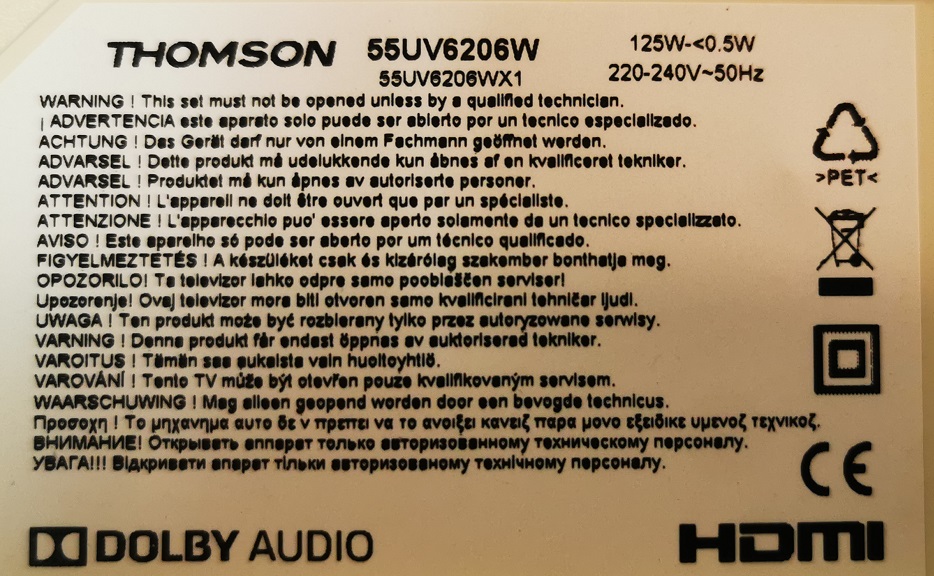 THOMSON 55UV6206W 125W-<0.5W
55UV6206WX1 220-240V~50Hz
WARNING ! This set must not be opened unless by a qualified technician.
¡ ADVERTENCIA este aparato solo puede ser abierto por un tecnico especializado.
ACHTUNG ! Das Gerät darf nur von einem Fachmann geöffnet werden.
ADVARSEL ! Dette produkt må udelukkende kun åbnes af en kvalificeret tekniker.
ADVARSEL ! Produktet må kun åpnes av autoriserte personer.
ATTENTION ! L'appareil ne doit être ouvert que par un spécialiste.
ATTENZIONE ! L'apparecchio puo' essere aperto solamente da un tecnico specializzato.
AVISO ! Este aparelho só pode ser aberto por um técnico qualificado.
FIGYELMEZTETÉS ! A készüléket csak és kizárólag szakember bonthatja meg.
OPOZORILO! Ta televizor lahko odpre samo pooblaščen serviser!
Upozorenje! Ovaj televizor mora biti otvoren samo kvalificirani tehničar ljudi.
UWAGA ! Ten produkt może być rozbierany tylko przez autoryzowane serwisy.
VARNING ! Denna produkt får endast öppnas av auktoriserad tekniker.
VAROITUS ! Tämän saa aukaista vain huoltoyhtiö.
VAROVÁNÍ ! Tento TV může být otevřen pouze kvalifikovaným servisem.
WAARSCHUWING ! Mag alleen geopend worden door een bevogde technicus.
Προσοχη ! Το μηχανημα αυτο δε ν πρεπει να το ανοιξει κανειζ παρα μονο εξειδικε υμενοζ τεχνικοζ.
ВНИМАНИЕ! Открывать аппарат только авторизованному техническому персоналу.
УВАГА!!! Відкривати апарат тільки авторизованому технічному персоналу.
>PET<
CE
DOLBY AUDIO HDMI